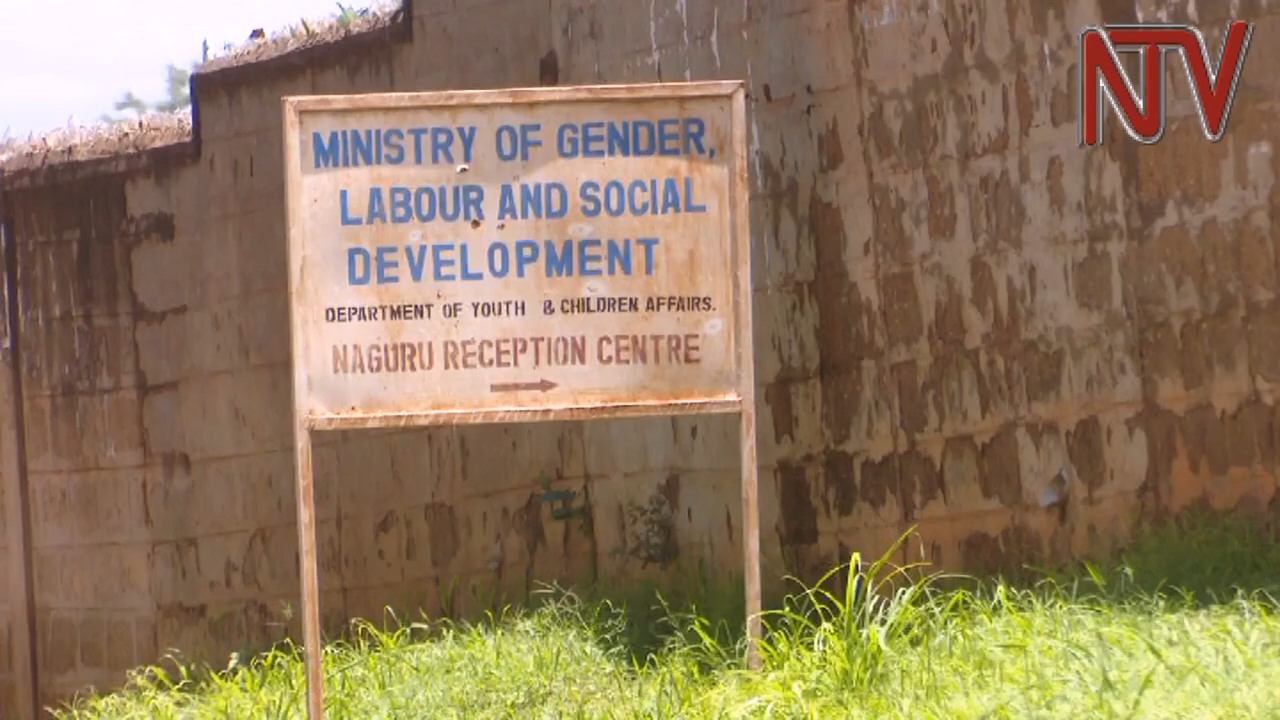 NTV
MINISTRY OF GENDER,
LABOUR AND SOCIAL
DEVELOPMENT
DEPARTMENT OF YOUTH & CHILDREN AFFAIRS.
NAGURU RECEPTION CENTRE